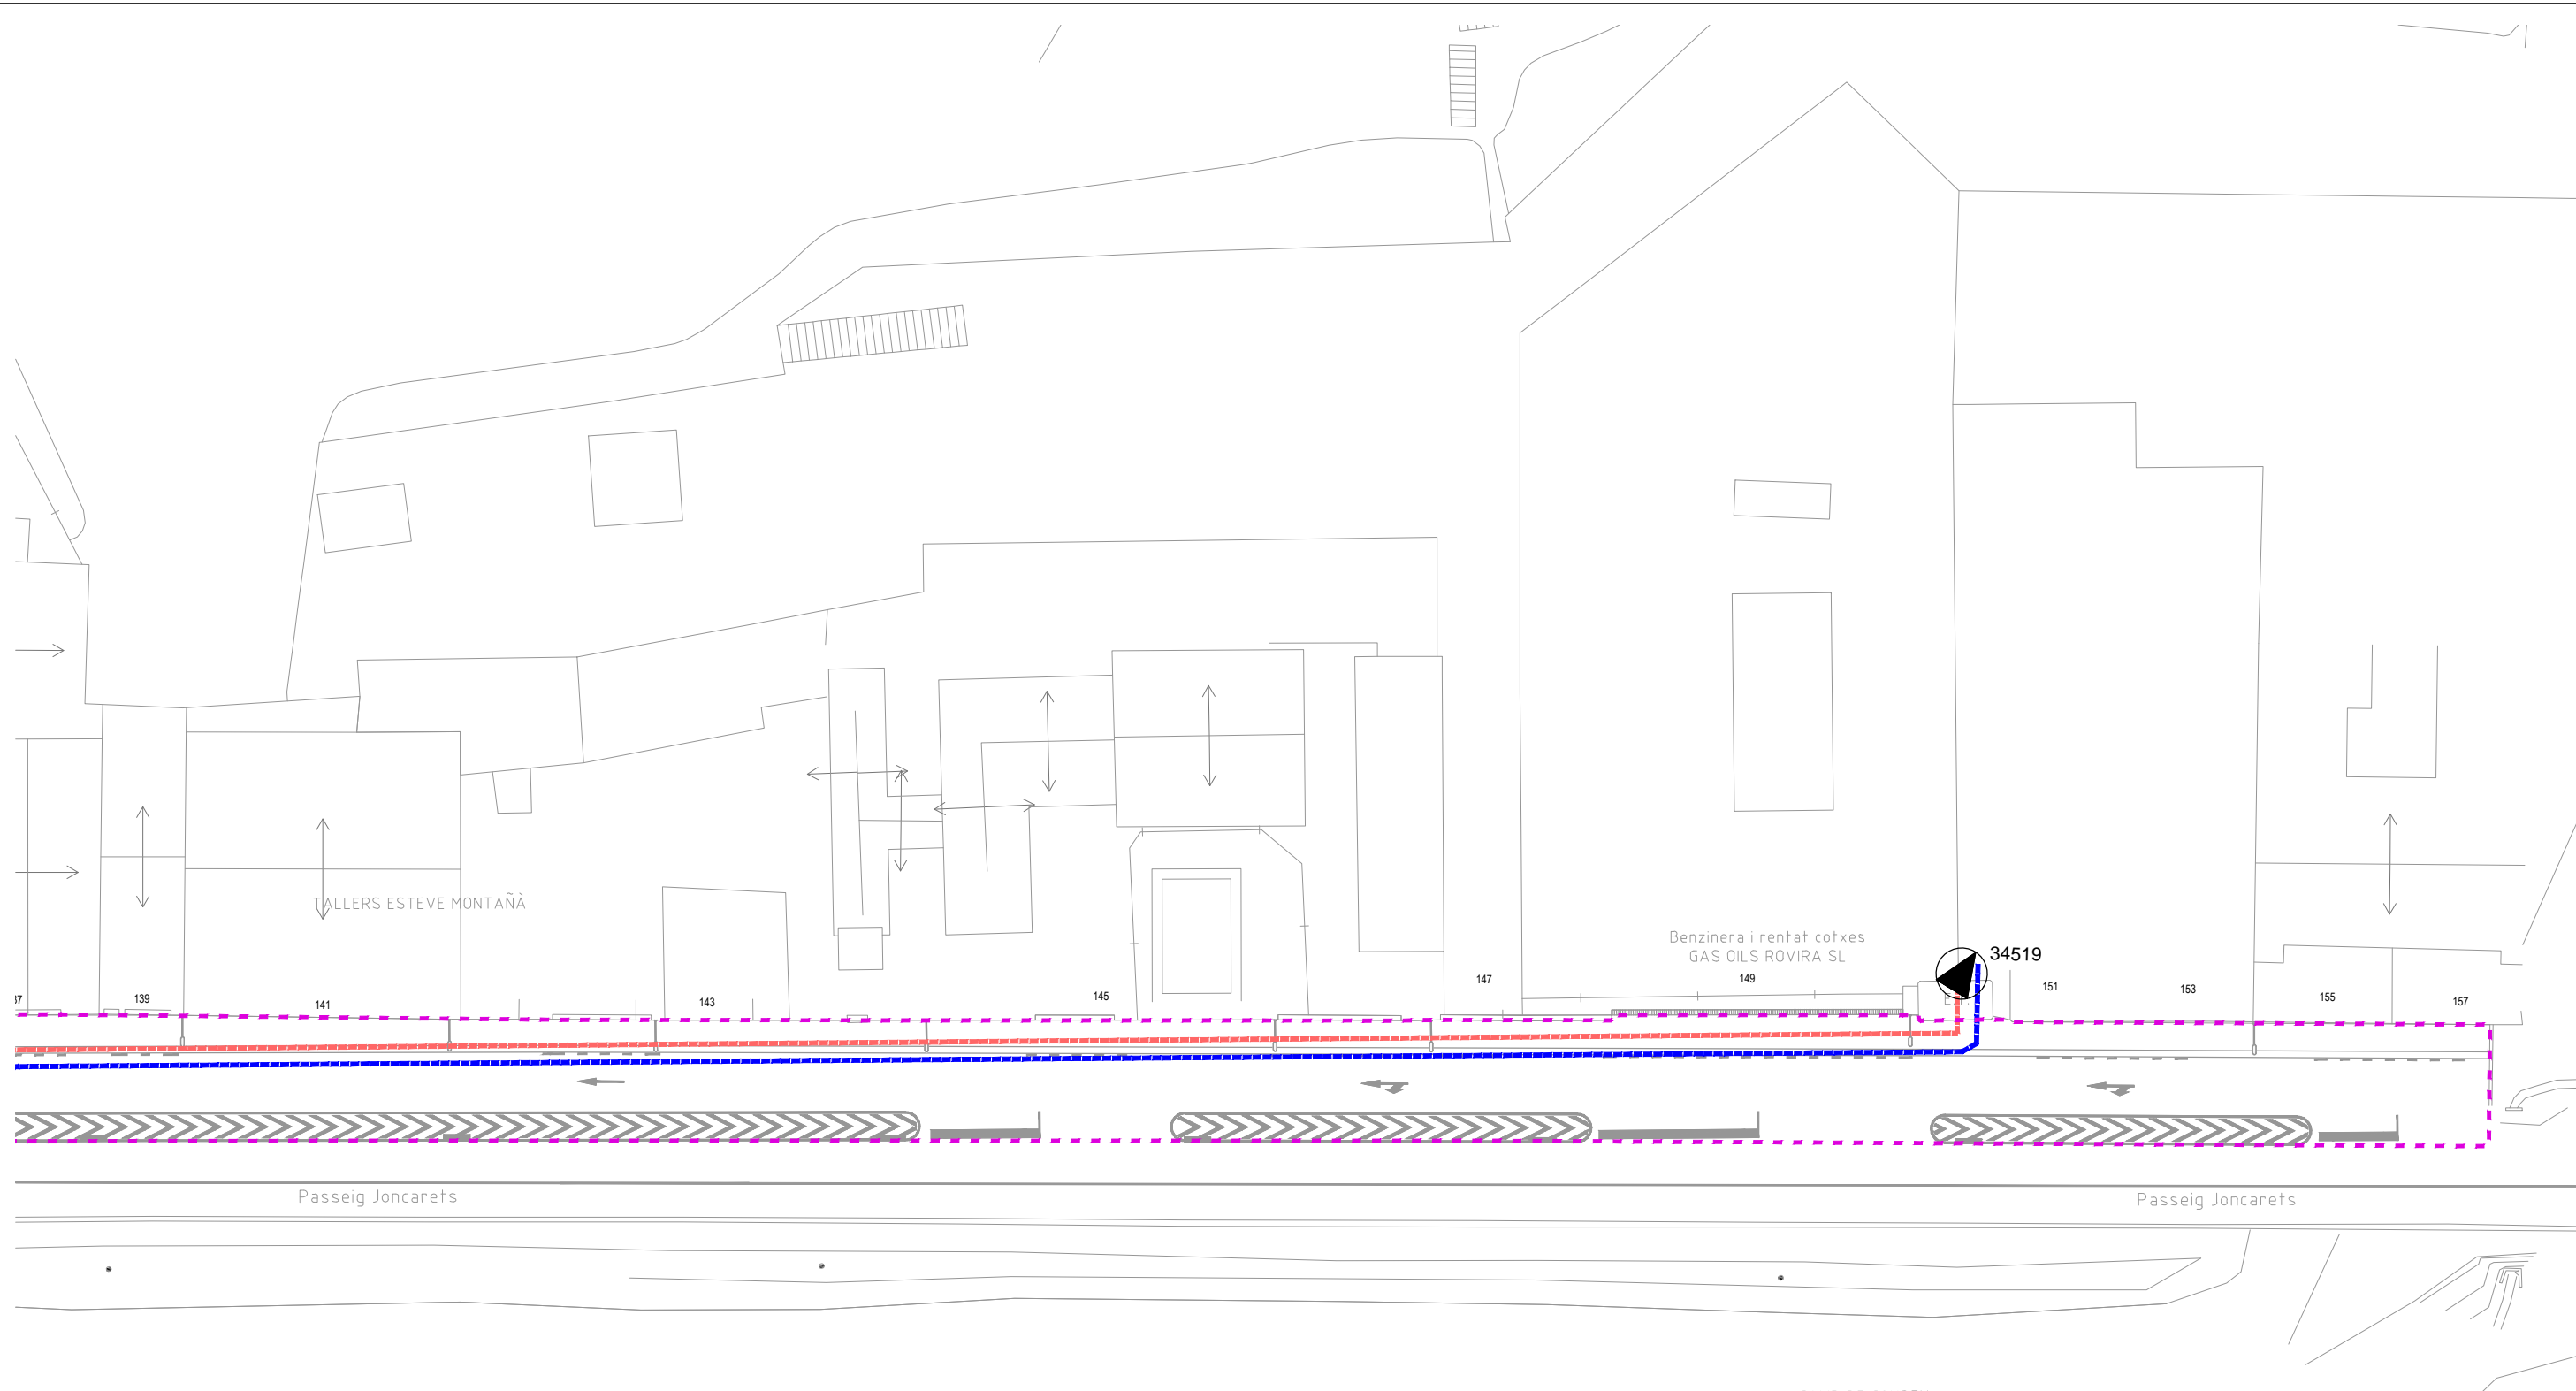 TALLERS ESTEVE MONTAÑÀ
Benzinera i rentat cotxes
GAS OILS ROVIRA SL
34519
37
139
141
143
145
147
149
151
153
155
157
Passeig Joncarets
Passeig Joncarets